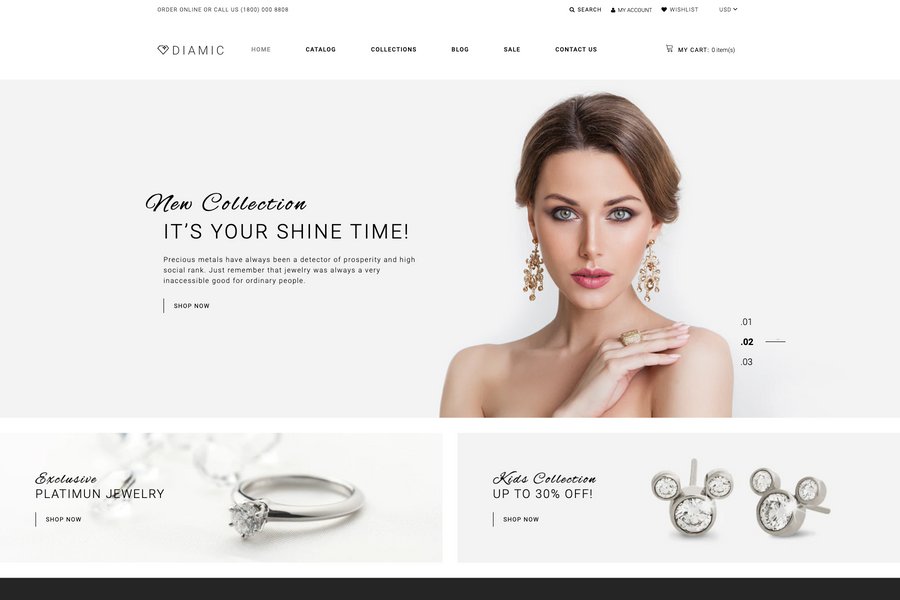 ORDER ONLINE OR CALL US (1800) 000 8808
SEARCH MY ACCOUNT WISHLIST USD
DIAMIC HOME CATALOG COLLECTIONS BLOG SALE CONTACT US MY CART: 0 item(s)
New Collection
IT'S YOUR SHINE TIME!
Precious metals have always been a detector of prosperity and high
social rank. Just remember that jewelry was always a very
inaccessible good for ordinary people.
SHOP NOW
.01
.02
.03
Exclusive
PLATIMUN JEWELRY
SHOP NOW
Kids Collection
UP TO 30% OFF!
SHOP NOW